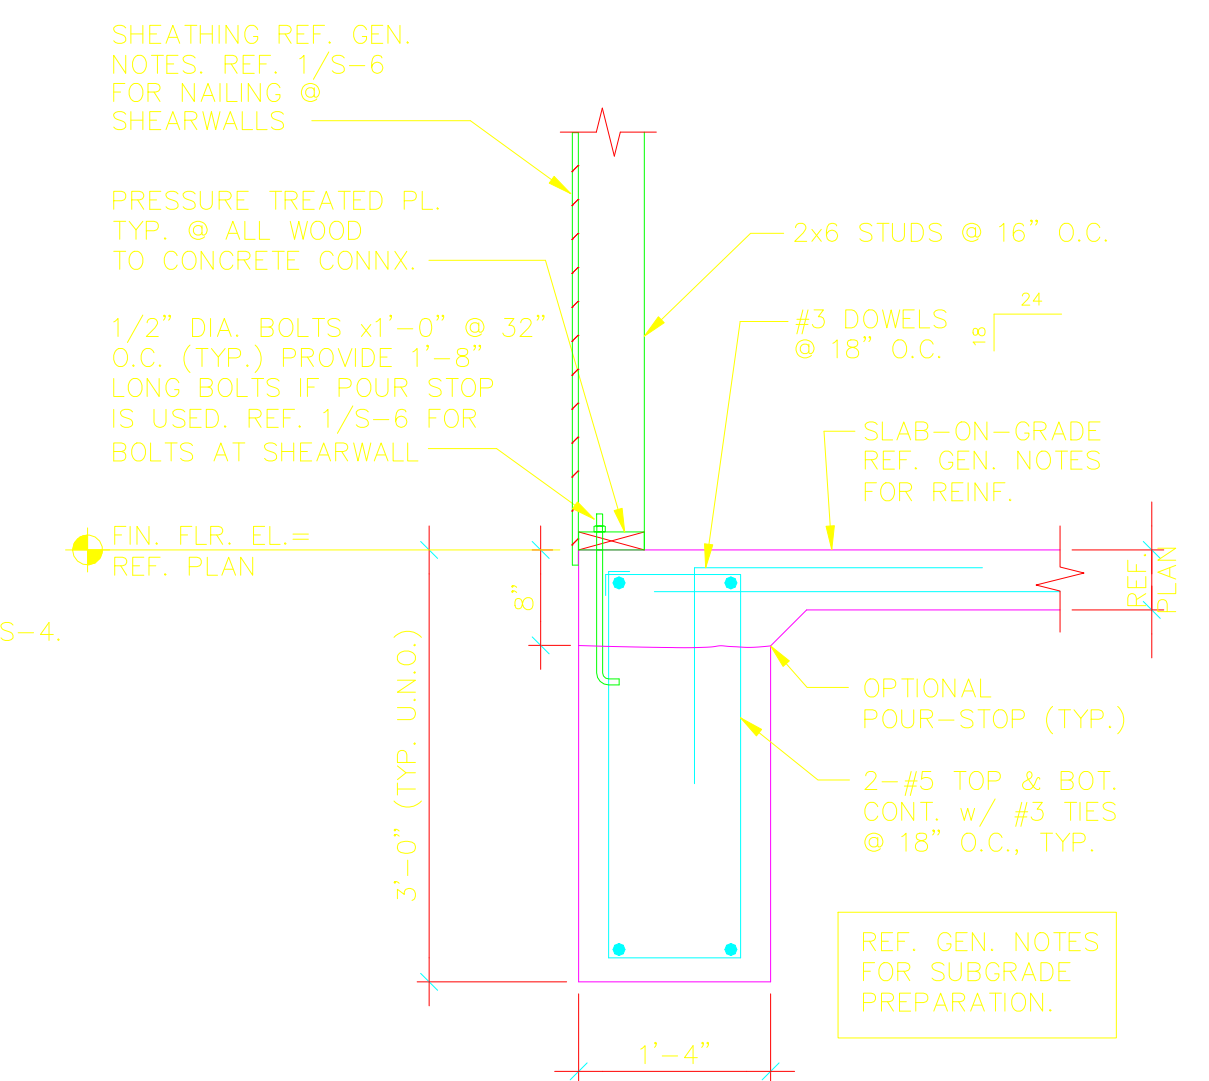 SHEATHING REF. GEN.
NOTES. REF. 1/S-6
FOR NAILING @
SHEARWALLS
PRESSURE TREATED PL.
TYP. @ ALL WOOD
TO CONCRETE CONNX.
1/2" DIA. BOLTS x1'-0" @ 32"
O.C. (TYP.) PROVIDE 1'-8"
LONG BOLTS IF POUR STOP
IS USED. REF. 1/S-6 FOR
BOLTS AT SHEARWALL
FIN. FLR. EL.=
REF. PLAN
S-4.
2x6 STUDS @ 16" O.C.
#3 DOWELS
@ 18" O.C.
24
18
SLAB-ON-GRADE
REF. GEN. NOTES
FOR REINF.
REF.
PLAN
8"
3'-0" (TYP. U.N.O.)
OPTIONAL
POUR-STOP (TYP.)
2-#5 TOP & BOT.
CONT. w/ #3 TIES
@ 18" O.C., TYP.
REF. GEN. NOTES
FOR SUBGRADE
PREPARATION.
1'-4"